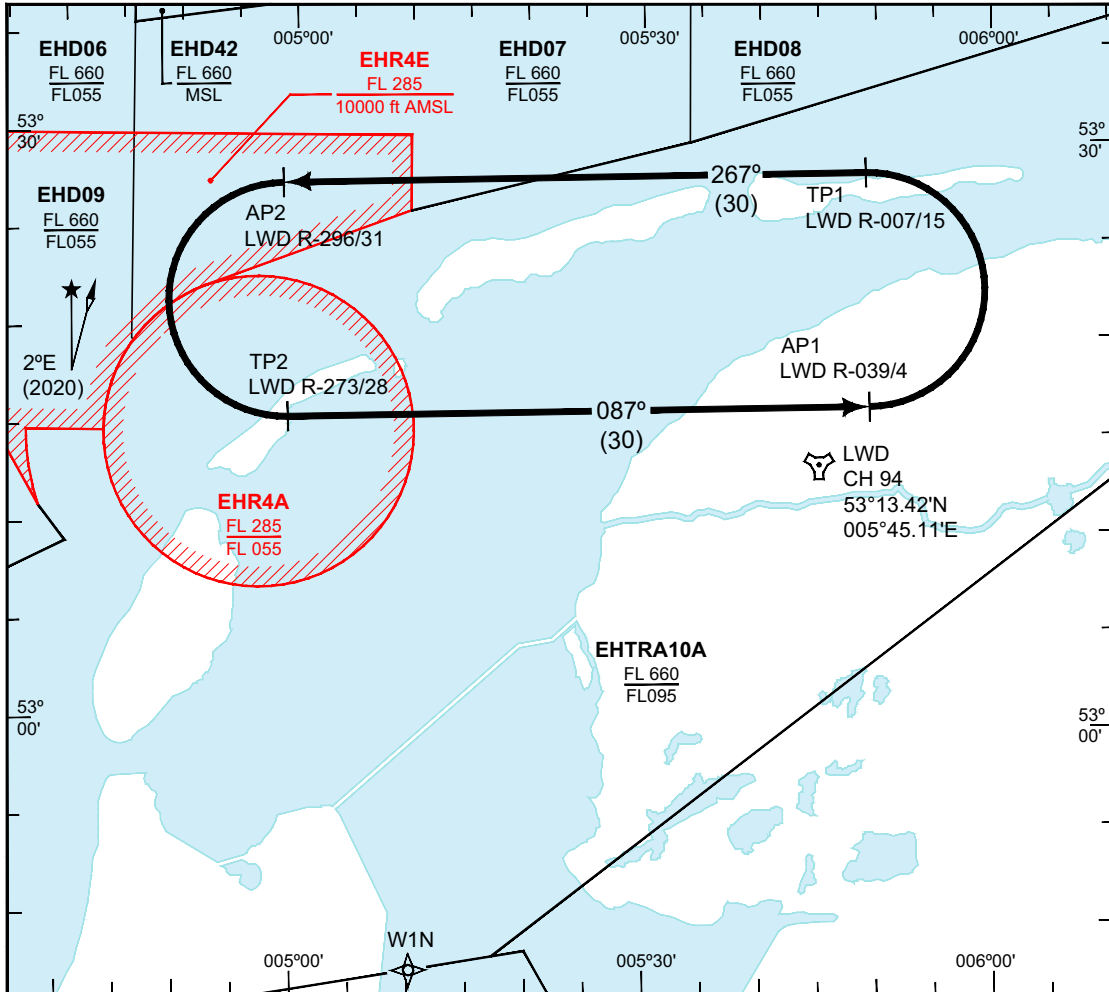 005°00'
005°30'
006°00'
EHD06
FL 660
FL055
EHD42
FL 660
MSL
EHR4E
FL 285
10000 ft AMSL
EHD07
FL 660
FL055
EHD08
FL 660
FL055
53°
30'
53°
30'
EHD09
FL 660
FL055
2°E
(2020)
267°
(30)
AP2
LWD R-296/31
TP1
LWD R-007/15
TP2
LWD R-273/28
AP1
LWD R-039/4
087°
(30)
LWD
CH 94
53°13.42'N
005°45.11'E
EHR4A
FL 285
FL 055
EHTRA10A
FL 660
FL095
53°
00'
53°
00'
W1N
005°00'
005°30'
006°00'